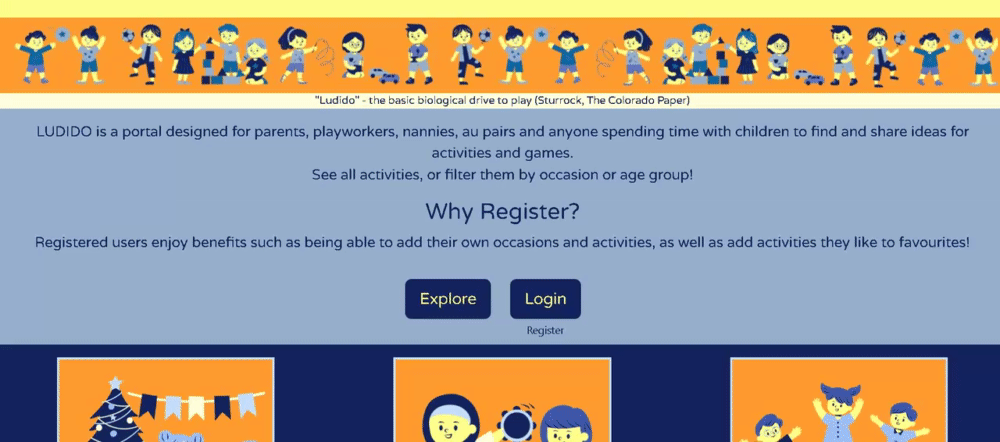 "Ludido" - the basic biological drive to play (Sturrock, The Colorado Paper)
LUDIDO is a portal designed for parents, playworkers, nannies, au pairs and anyone spending time with children to find and share ideas for
activities and games.
See all activities, or filter them by occasion or age group!
Why Register?
Registered users enjoy benefits such as being able to add their own occasions and activities, as well as add activities they like to favourites!
Explore
Login
Register